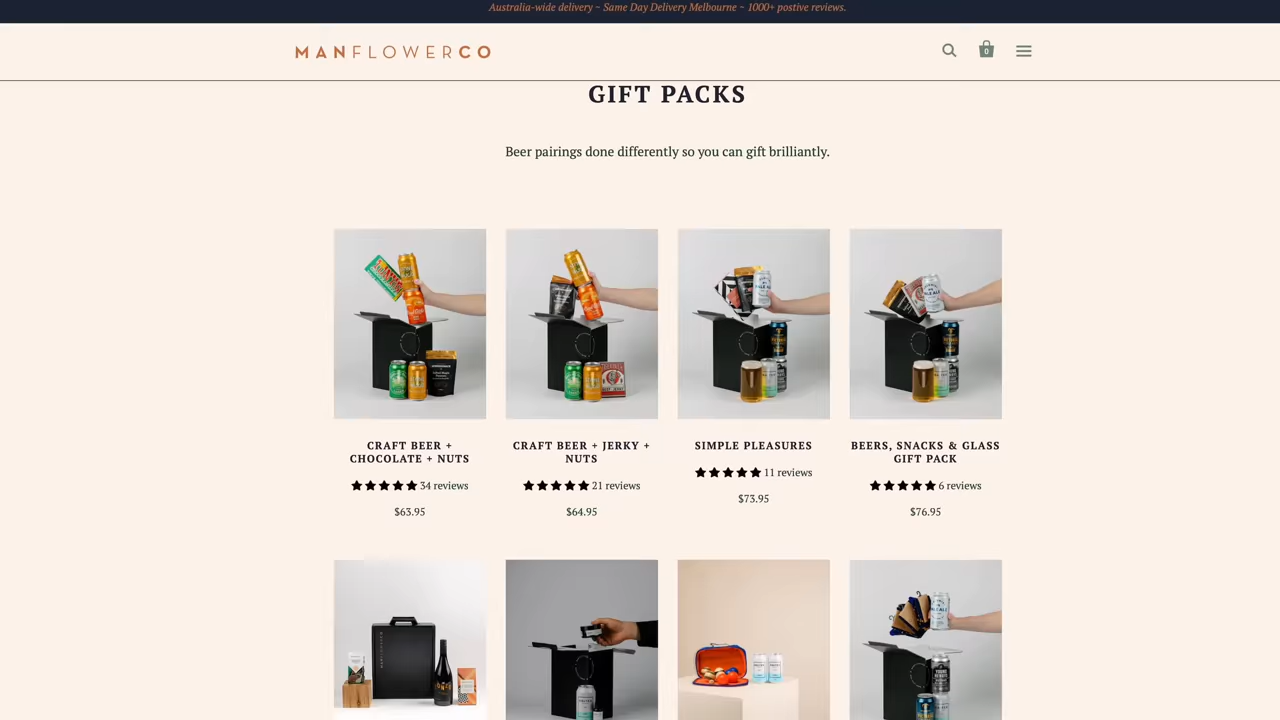 Australia-wide delivery ~ Same Day Delivery Melbourne ~ 1000+ postive reviews.
MANFLOWERCO
0
GIFT PACKS
Beer pairings done differently so you can gift brilliantly.
CRAFT BEER +
CHOCOLATE + NUTS
34 reviews
$63.95
CRAFT BEER + JERKY +
NUTS
21 reviews
$64.95
SIMPLE PLEASURES
11 reviews
$73.95
BEERS, SNACKS & GLASS
GIFT PACK
6 reviews
$76.95